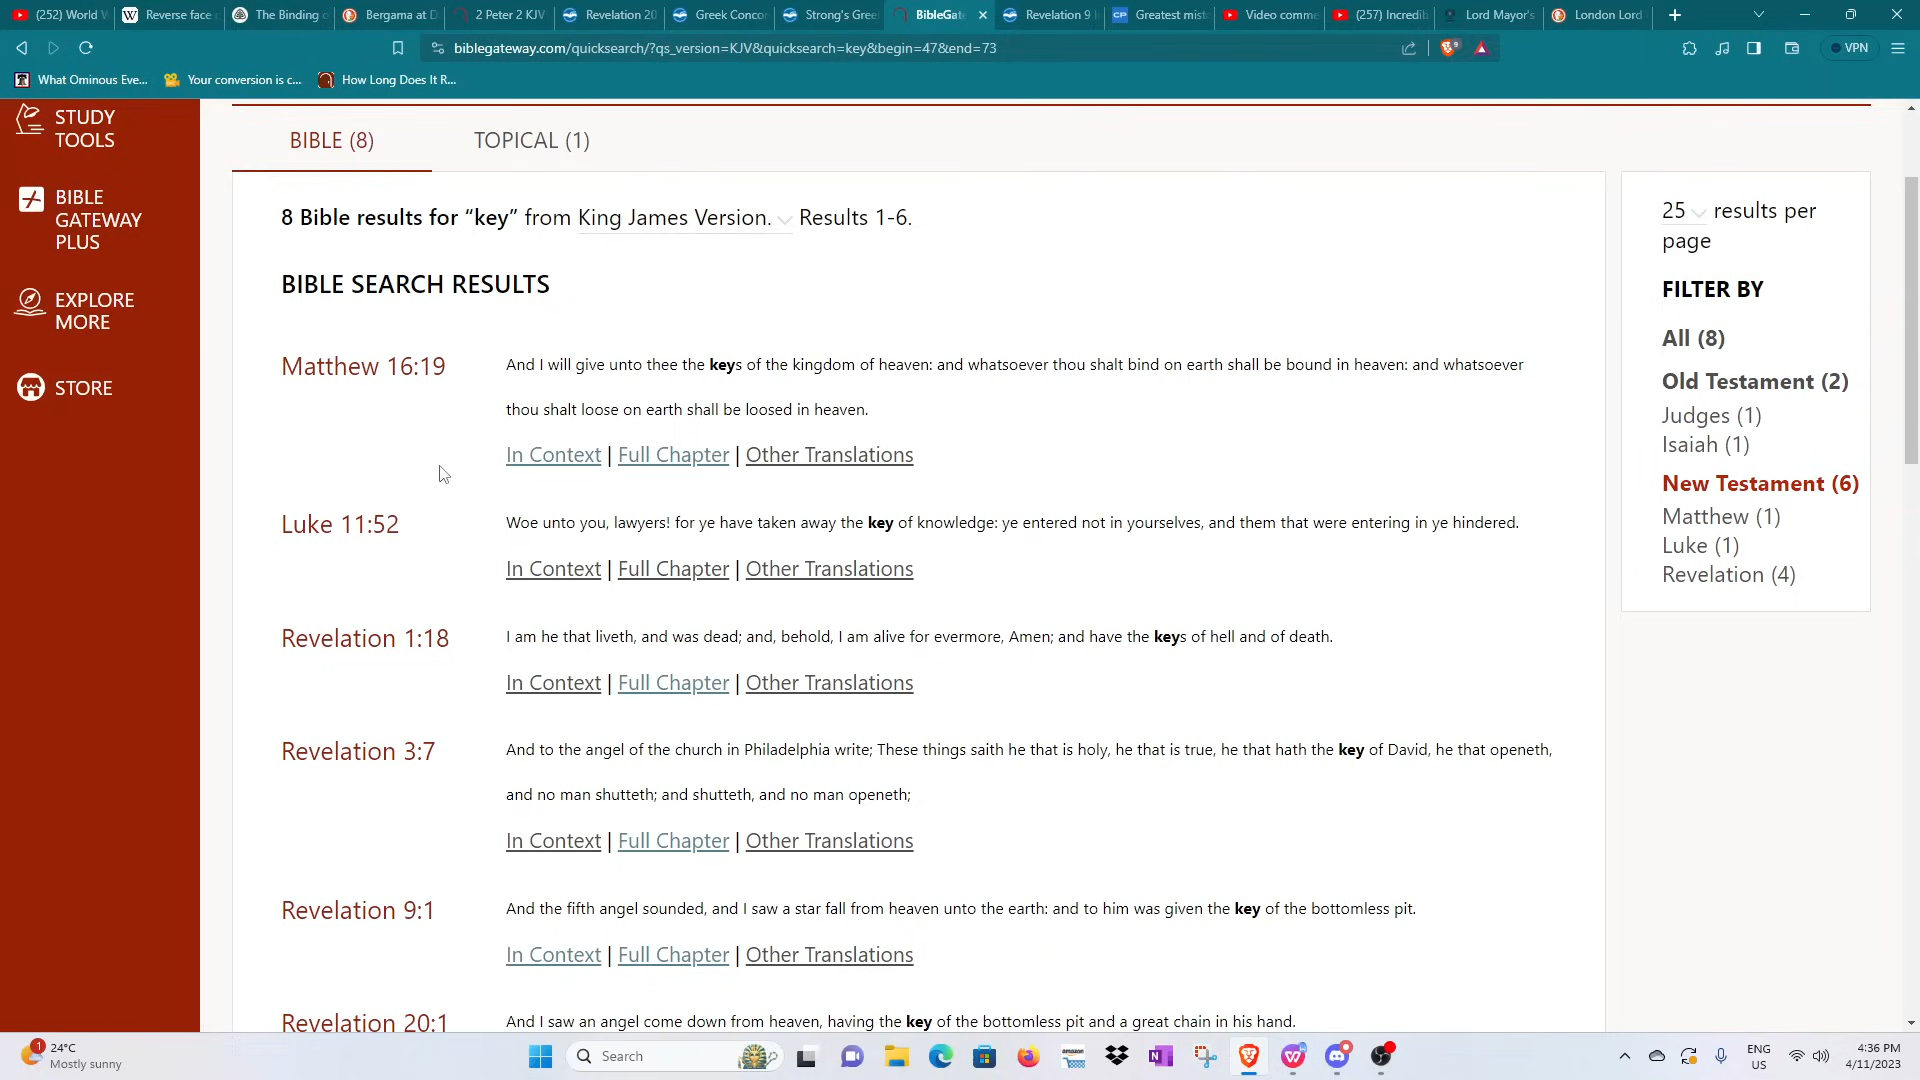 (252) World W
Reverse face
The Binding o
Bergama at D
2 Peter 2 KJV
Revelation 20
Greek Conco
Strong's Gree
BibleGate
Revelation 9 I
CP Greatest mist
Video comme
(257) Incredib
Lord Mayor's
London Lord
biblegateway.com/quicksearch/?qs_version=KJV&quicksearch=key&begin=47&end=73
VPN
What Ominous Eve...
Your conversion is c...
How Long Does It R...
STUDY
TOOLS
BIBLE
GATEWAY
PLUS
EXPLORE
MORE
STORE
BIBLE (8)
TOPICAL (1)
8 Bible results for “key” from King James Version. Results 1-6.
BIBLE SEARCH RESULTS
Matthew 16:19
And I will give unto thee the keys of the kingdom of heaven: and whatsoever thou shalt bind on earth shall be bound in heaven: and whatsoever
thou shalt loose on earth shall be loosed in heaven.
In Context | Full Chapter | Other Translations
Luke 11:52
Woe unto you, lawyers! for ye have taken away the key of knowledge: ye entered not in yourselves, and them that were entering in ye hindered.
In Context | Full Chapter | Other Translations
Revelation 1:18
I am he that liveth, and was dead; and, behold, I am alive for evermore, Amen; and have the keys of hell and of death.
In Context | Full Chapter | Other Translations
Revelation 3:7
And to the angel of the church in Philadelphia write; These things saith he that is holy, he that is true, he that hath the key of David, he that openeth,
and no man shutteth; and shutteth, and no man openeth;
In Context | Full Chapter | Other Translations
Revelation 9:1
And the fifth angel sounded, and I saw a star fall from heaven unto the earth: and to him was given the key of the bottomless pit.
In Context | Full Chapter | Other Translations
Revelation 20:1
And I saw an angel come down from heaven, having the key of the bottomless pit and a great chain in his hand.
25 results per
page
FILTER BY
All (8)
Old Testament (2)
Judges (1)
Isaiah (1)
New Testament (6)
Matthew (1)
Luke (1)
Revelation (4)
1
24°C
Mostly sunny
Search
amazon
ENG
US
4:36 PM
4/11/2023